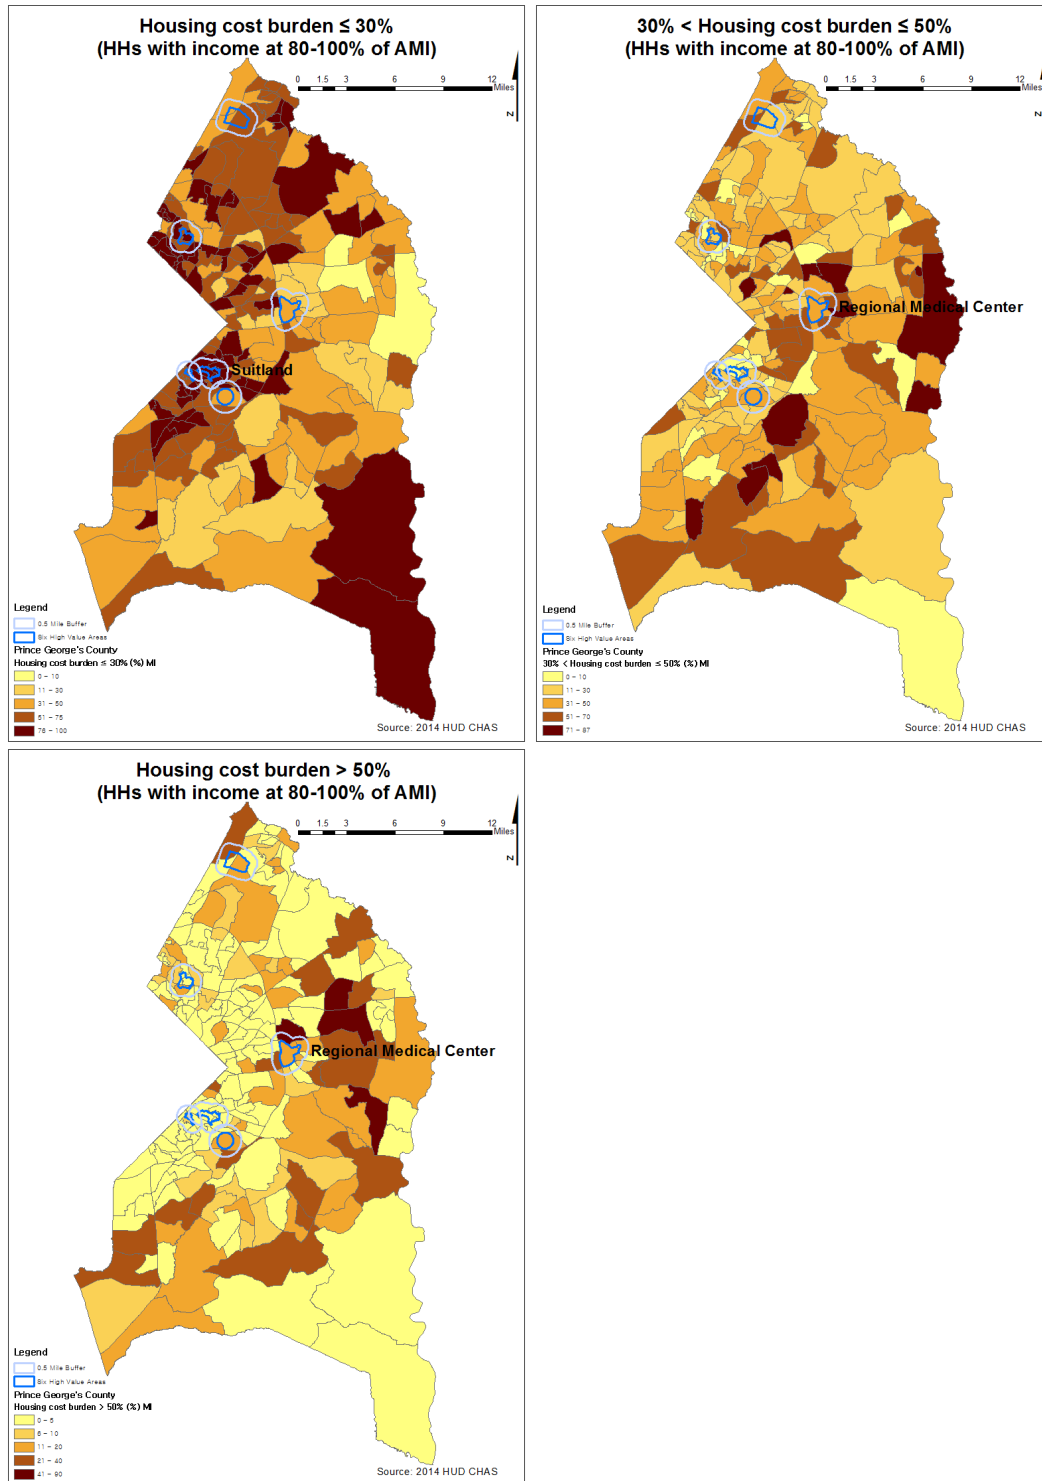 Housing cost burden ≤ 30%
(HHs with income at 80-100% of AMI)
0 1.5 3 6 9 12
Miles
N
Suitland
Legend
0.5 Mile Buffer
Six High Value Areas
Prince George's County
Housing cost burden ≤ 30% (%) MI
0 – 10
11 – 30
31 – 50
51 – 75
76 – 100
Source: 2014 HUD CHAS
30% < Housing cost burden ≤ 50%
(HHs with income at 80-100% of AMI)
0 1.5 3 6 9 12
Miles
N
Regional Medical Center
Legend
0.5 Mile Buffer
Six High Value Areas
Prince George's County
30% < Housing cost burden ≤ 50% (%) MI
0 – 10
11 – 30
31 – 50
51 – 70
71 – 87
Source: 2014 HUD CHAS
Housing cost burden > 50%
(HHs with income at 80-100% of AMI)
0 1.5 3 6 9 12
Miles
N
Regional Medical Center
Legend
0.5 Mile Buffer
Six High Value Areas
Prince George's County
Housing cost burden > 50% (%) MI
0 – 5
6 – 10
11 – 20
21 – 40
41 – 90
Source: 2014 HUD CHAS